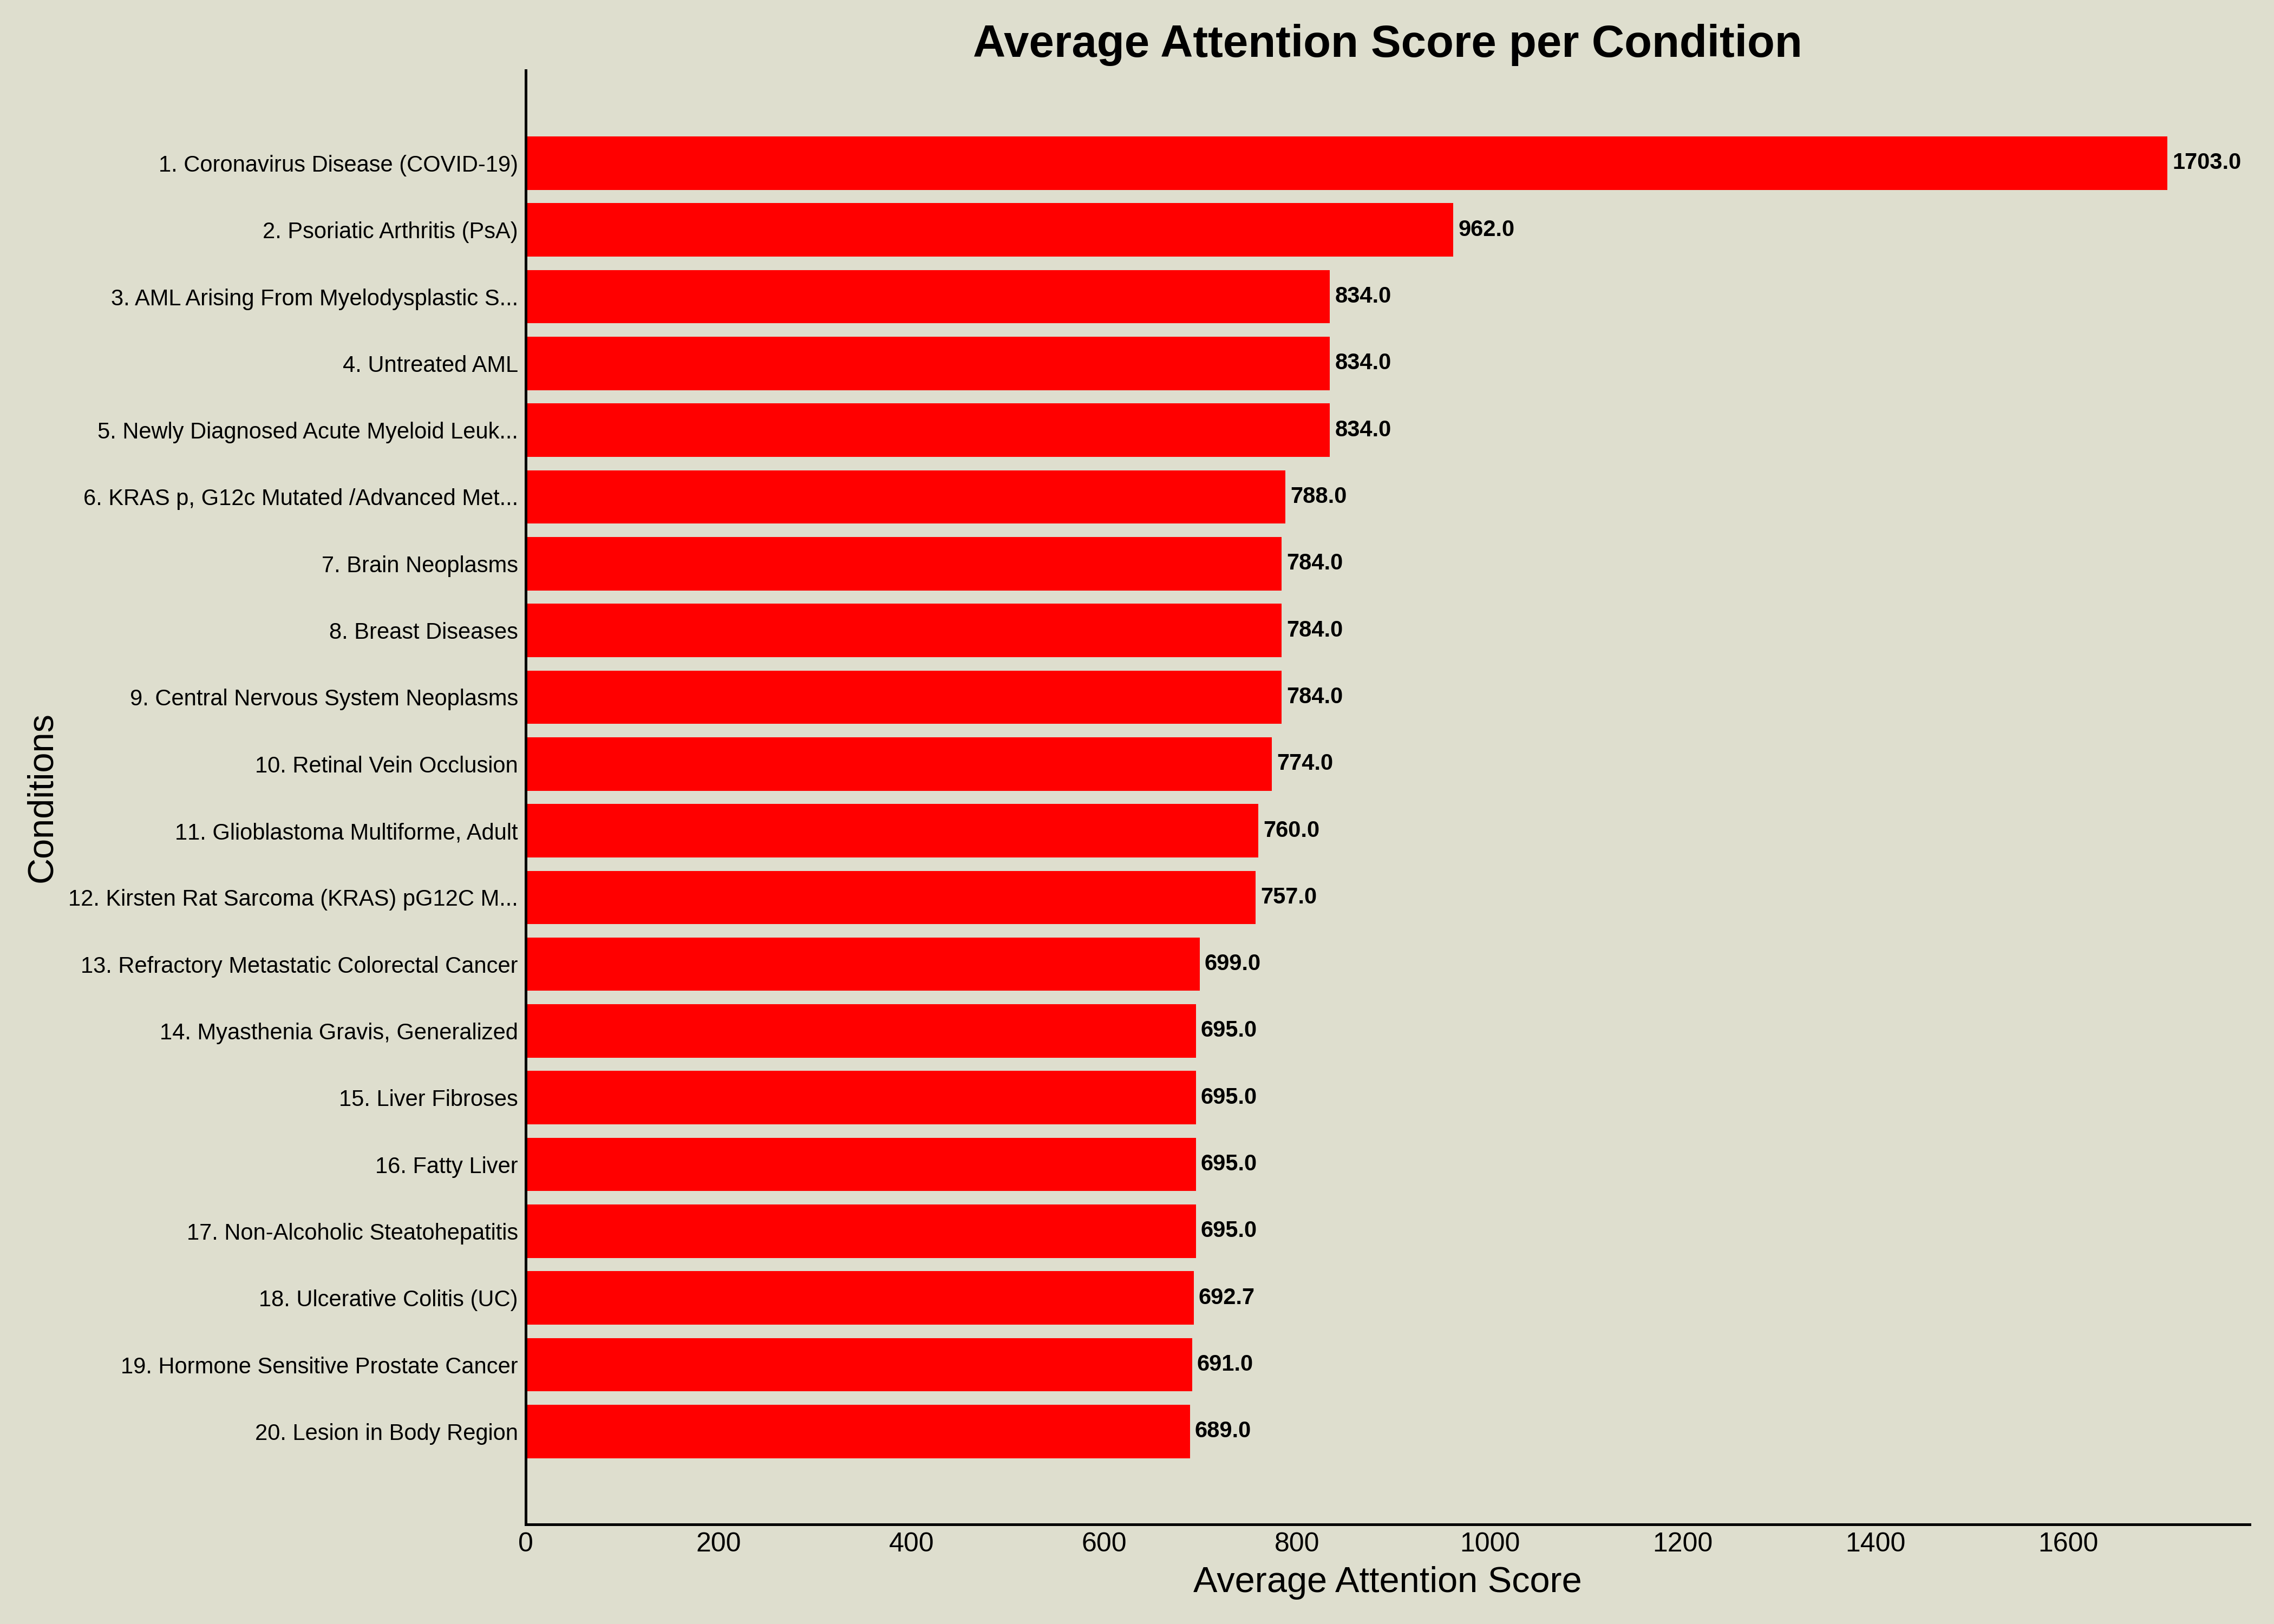 Average Attention Score per Condition
1. Coronavirus Disease (COVID-19) 1703.0
2. Psoriatic Arthritis (PsA) 962.0
3. AML Arising From Myelodysplastic S... 834.0
4. Untreated AML 834.0
5. Newly Diagnosed Acute Myeloid Leuk... 834.0
6. KRAS p, G12c Mutated /Advanced Met... 788.0
7. Brain Neoplasms 784.0
8. Breast Diseases 784.0
9. Central Nervous System Neoplasms 784.0
10. Retinal Vein Occlusion 774.0
11. Glioblastoma Multiforme, Adult 760.0
12. Kirsten Rat Sarcoma (KRAS) pG12C M... 757.0
13. Refractory Metastatic Colorectal Cancer 699.0
14. Myasthenia Gravis, Generalized 695.0
15. Liver Fibroses 695.0
16. Fatty Liver 695.0
17. Non-Alcoholic Steatohepatitis 695.0
18. Ulcerative Colitis (UC) 692.7
19. Hormone Sensitive Prostate Cancer 691.0
20. Lesion in Body Region 689.0
Conditions
0 200 400 600 800 1000 1200 1400 1600
Average Attention Score